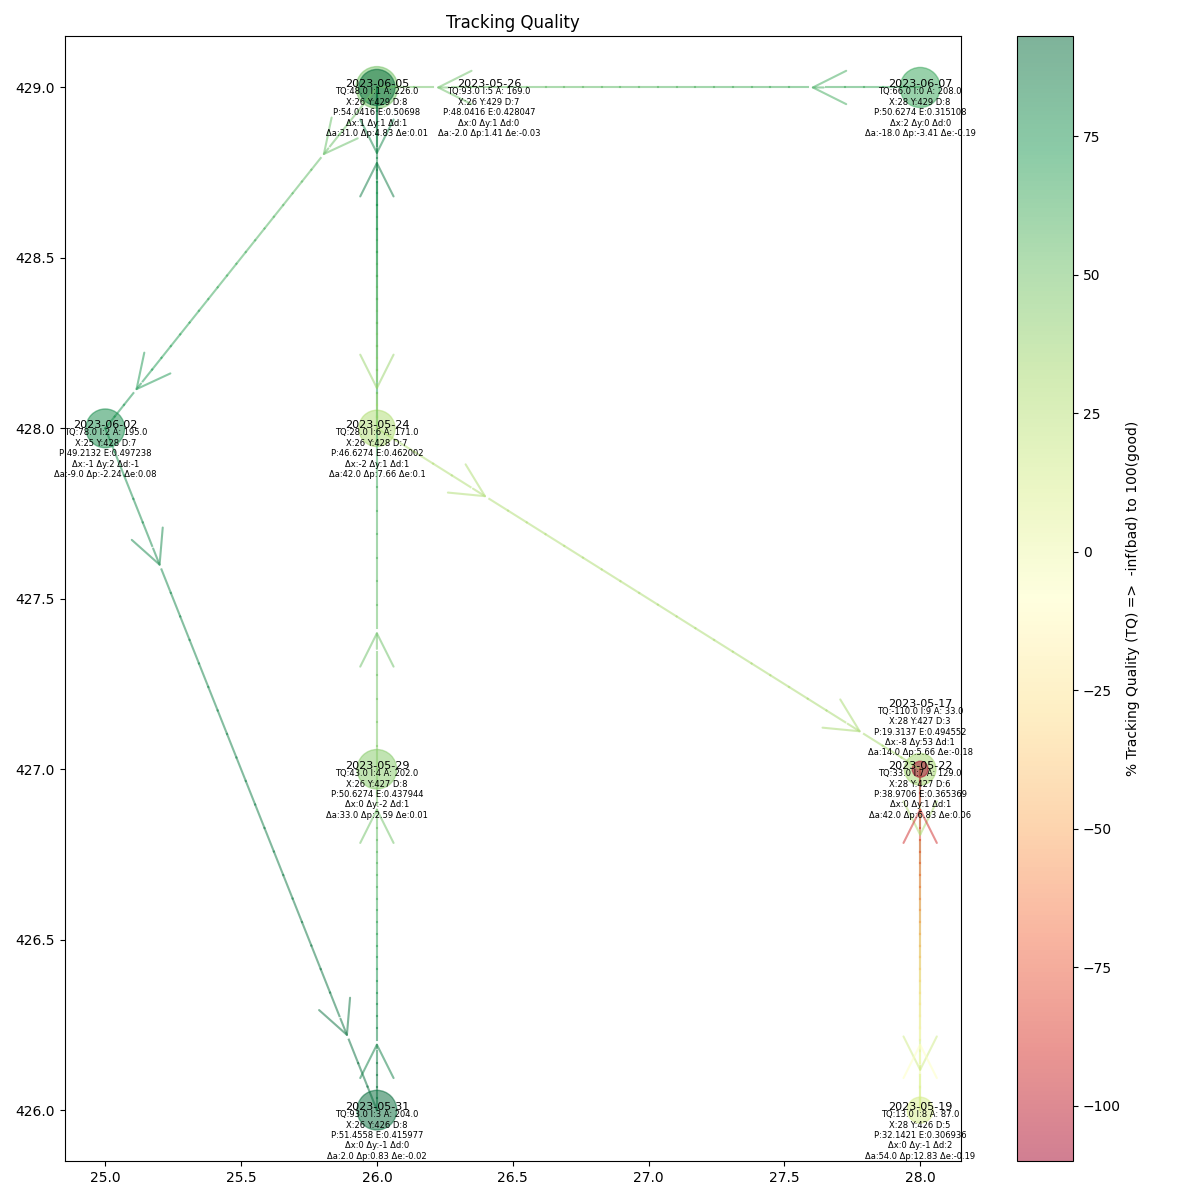 Tracking Quality
2023-06-05
TQ:48.0 I:1 A: 226.0
X:26 Y:429 D:8
P:54.0416 E:0.50698
Δx:1 Δy:1 Δd:1
Δa:31.0 Δp:4.83 Δe:0.01
2023-05-26
TQ:93.0 I:5 A: 169.0
X:26 Y:429 D:7
P:48.0416 E:0.428047
Δx:0 Δy:1 Δd:0
Δa:-2.0 Δp:1.41 Δe:-0.03
2023-06-07
TQ:66.0 I:0 A: 208.0
X:28 Y:429 D:8
P:50.6274 E:0.315108
Δx:2 Δy:0 Δd:0
Δa:-18.0 Δp:-3.41 Δe:-0.19
2023-06-02
TQ:78.0 I:2 A: 195.0
X:25 Y:428 D:7
P:49.2132 E:0.497238
Δx:-1 Δy:2 Δd:-1
Δa:-9.0 Δp:-2.24 Δe:0.08
2023-05-24
TQ:28.0 I:6 A: 171.0
X:26 Y:428 D:7
P:46.6274 E:0.462002
Δx:-2 Δy:1 Δd:1
Δa:42.0 Δp:7.66 Δe:0.1
2023-05-17
TQ:-110.0 I:9 A: 33.0
X:28 Y:427 D:3
P:19.3137 E:0.494552
Δx:-8 Δy:53 Δd:1
Δa:14.0 Δp:5.66 Δe:-0.18
2023-05-22
TQ:33.0 I:7 A: 129.0
X:28 Y:427 D:6
P:38.9706 E:0.365369
Δx:0 Δy:1 Δd:1
Δa:42.0 Δp:6.83 Δe:0.06
2023-05-29
TQ:43.0 I:4 A: 202.0
X:26 Y:427 D:8
P:50.6274 E:0.437944
Δx:0 Δy:-2 Δd:1
Δa:33.0 Δp:2.59 Δe:0.01
2023-05-31
TQ:93.0 I:3 A: 204.0
X:26 Y:426 D:8
P:51.4558 E:0.415977
Δx:0 Δy:-1 Δd:0
Δa:2.0 Δp:0.83 Δe:-0.02
2023-05-19
TQ:13.0 I:8 A: 87.0
X:28 Y:426 D:5
P:32.1421 E:0.306936
Δx:0 Δy:-1 Δd:2
Δa:54.0 Δp:12.83 Δe:-0.19
429.0
428.5
428.0
427.5
427.0
426.5
426.0
25.0 25.5 26.0 26.5 27.0 27.5 28.0
75
50
25
0
−25
−50
−75
−100
% Tracking Quality (TQ) => -inf(bad) to 100(good)